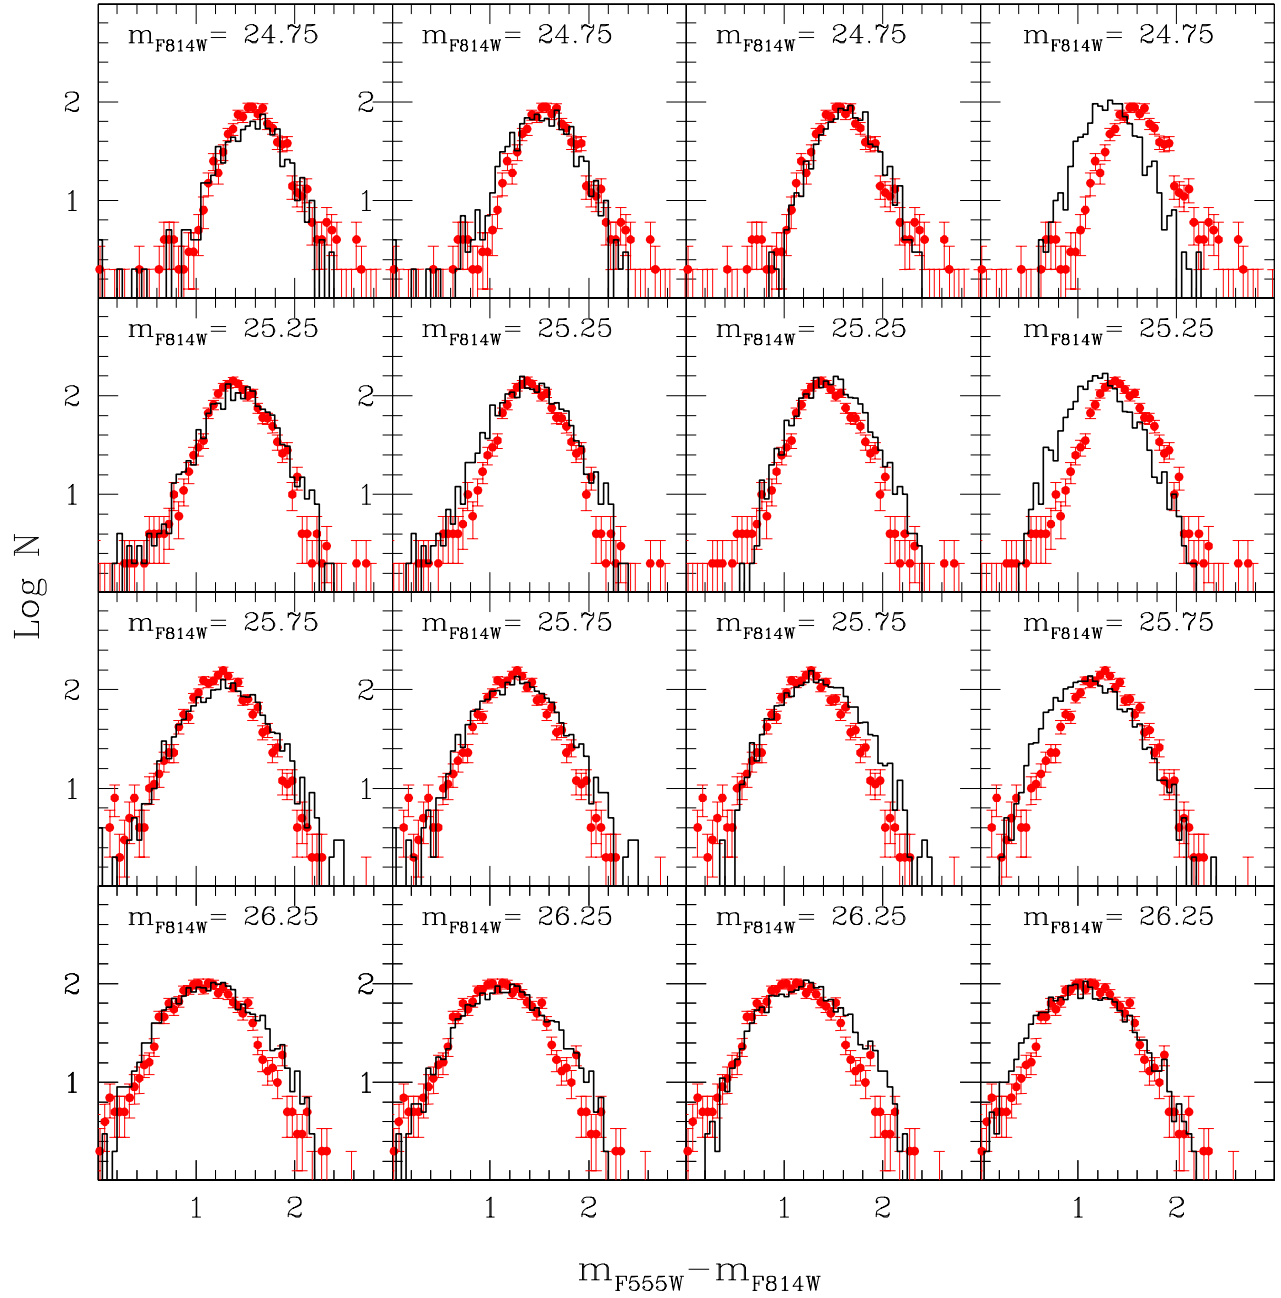 m_F814W= 24.75 m_F814W= 24.75 m_F814W= 24.75 m_F814W= 24.75
2 2
1 1
m_F814W= 25.25 m_F814W= 25.25 m_F814W= 25.25 m_F814W= 25.25
2 2
1 1
Log N
m_F814W= 25.75 m_F814W= 25.75 m_F814W= 25.75 m_F814W= 25.75
2 2
1 1
m_F814W= 26.25 m_F814W= 26.25 m_F814W= 26.25 m_F814W= 26.25
2 2
1 1
1 2 1 2 1 2 1 2
m_F555W−m_F814W